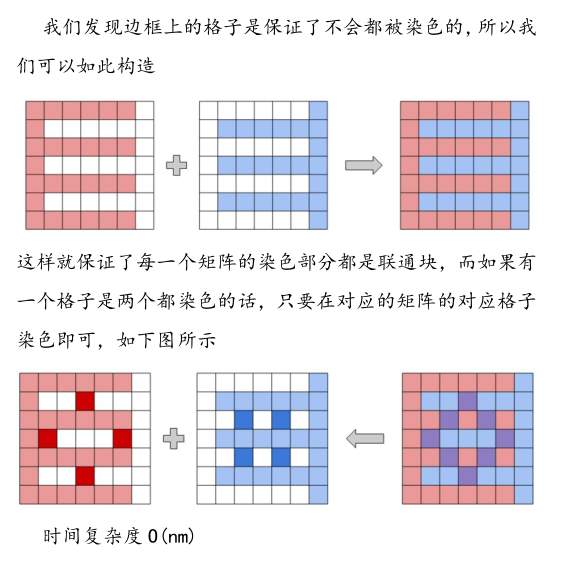 我们发现边框上的格子是保证了不会都被染色的，所以我
们可以如此构造
这样就保证了每一个矩阵的染色部分都是联通块，而如果有
一个格子是两个都染色的话，只要在对应的矩阵的对应格子
染色即可，如下图所示
时间复杂度 O(nm)